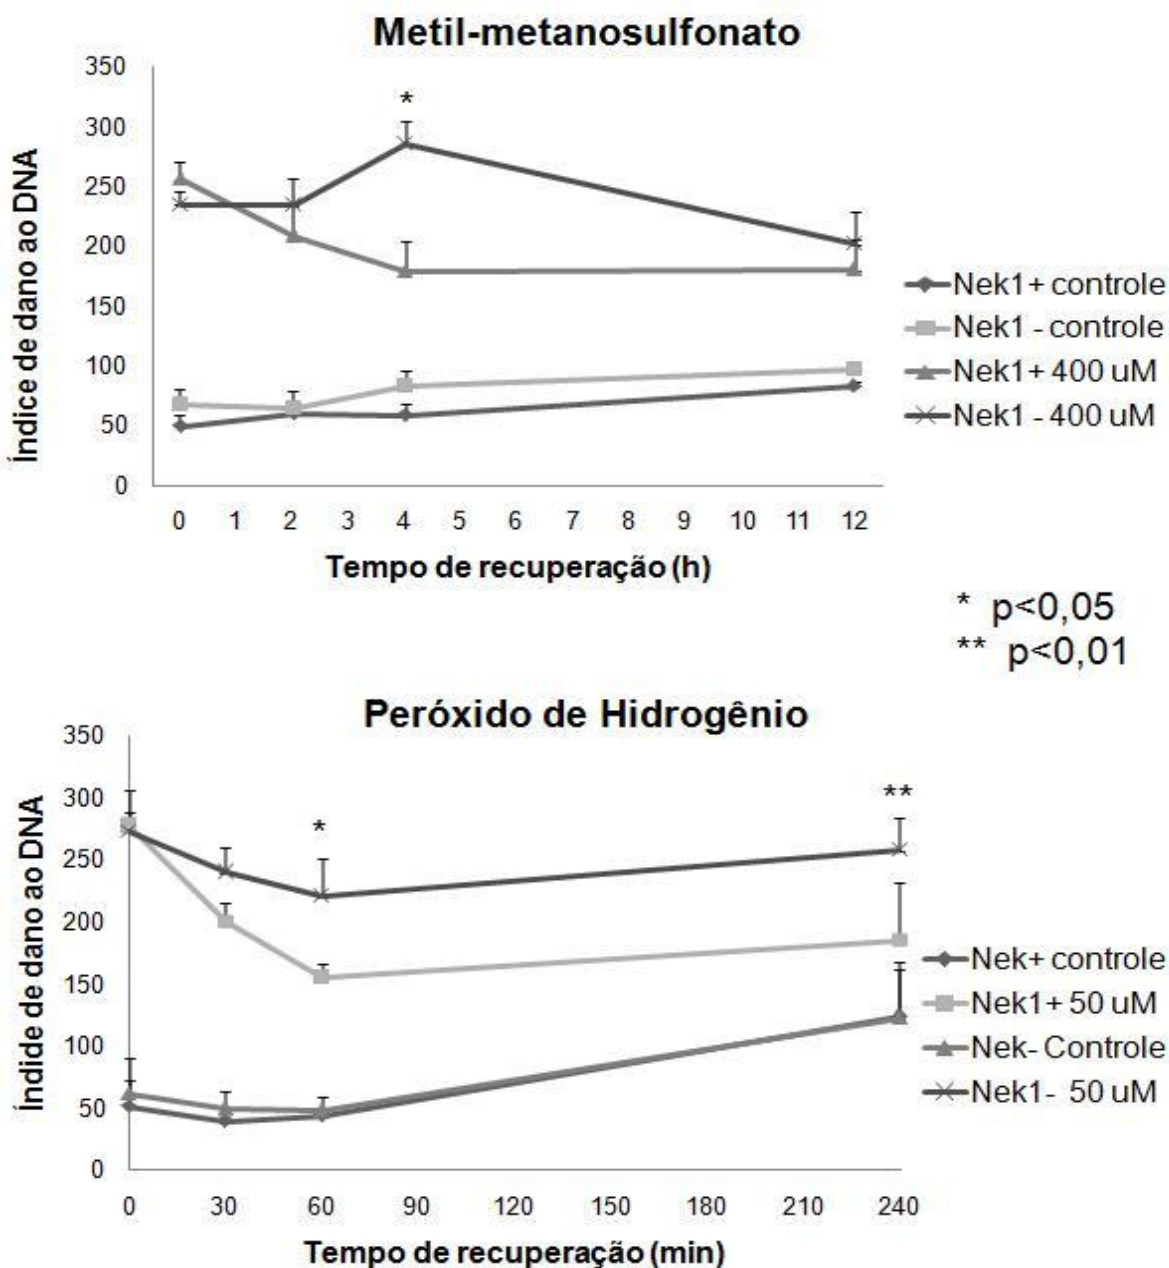 Metil-metanosulfonato
350
300
250
200
150
100
50
0
*
Índice de dano ao DNA
0 1 2 3 4 5 6 7 8 9 10 11 12
Tempo de recuperação (h)
Nek1+ controle
Nek1 - controle
Nek1+ 400 uM
Nek1 - 400 uM
* p<0,05
** p<0,01
Peróxido de Hidrogênio
350
300
250
200
150
100
50
0
*
**
Índide de dano ao DNA
0 30 60 90 120 150 180 210 240
Tempo de recuperação (min)
Nek+ controle
Nek1+ 50 uM
Nek- Controle
Nek1- 50 uM